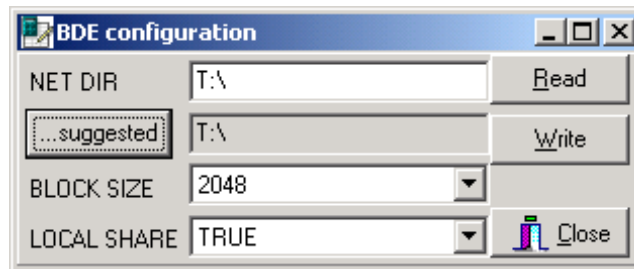 BDE configuration
NET DIR T:\ Read
...suggested T:\ Write
BLOCK SIZE 2048
LOCAL SHARE TRUE Close